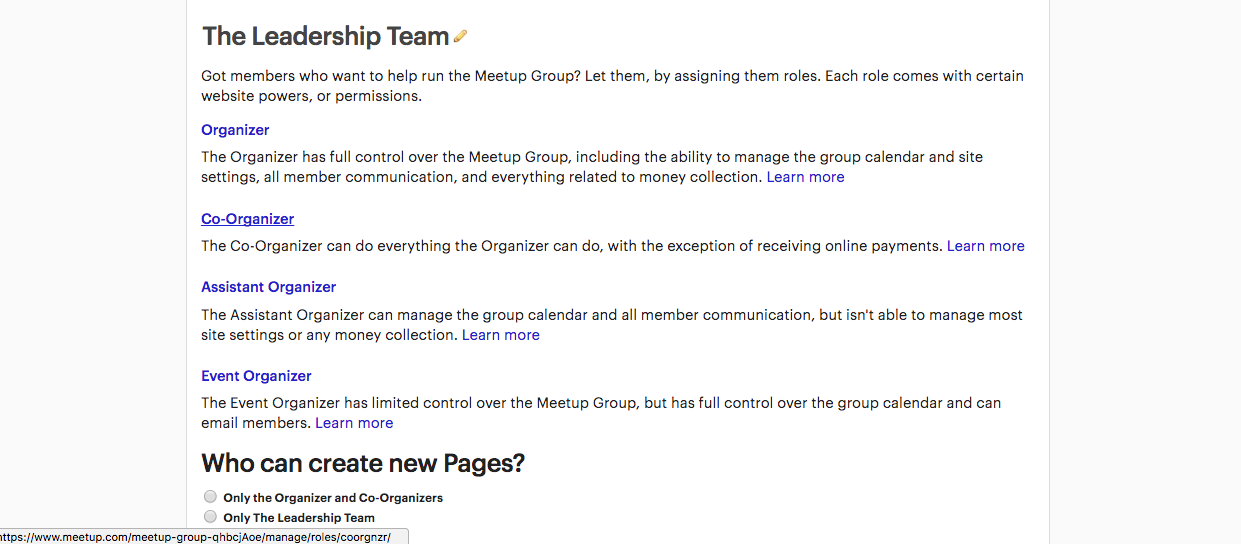 The Leadership Team
Got members who want to help run the Meetup Group? Let them, by assigning them roles. Each role comes with certain
website powers, or permissions.
Organizer
The Organizer has full control over the Meetup Group, including the ability to manage the group calendar and site
settings, all member communication, and everything related to money collection. Learn more
Co-Organizer
The Co-Organizer can do everything the Organizer can do, with the exception of receiving online payments. Learn more
Assistant Organizer
The Assistant Organizer can manage the group calendar and all member communication, but isn't able to manage most
site settings or any money collection. Learn more
Event Organizer
The Event Organizer has limited control over the Meetup Group, but has full control over the group calendar and can
email members. Learn more
Who can create new Pages?
Only the Organizer and Co-Organizers
Only The Leadership Team
https://www.meetup.com/meetup-group-qhbcjAoe/manage/roles/coorgnzr/